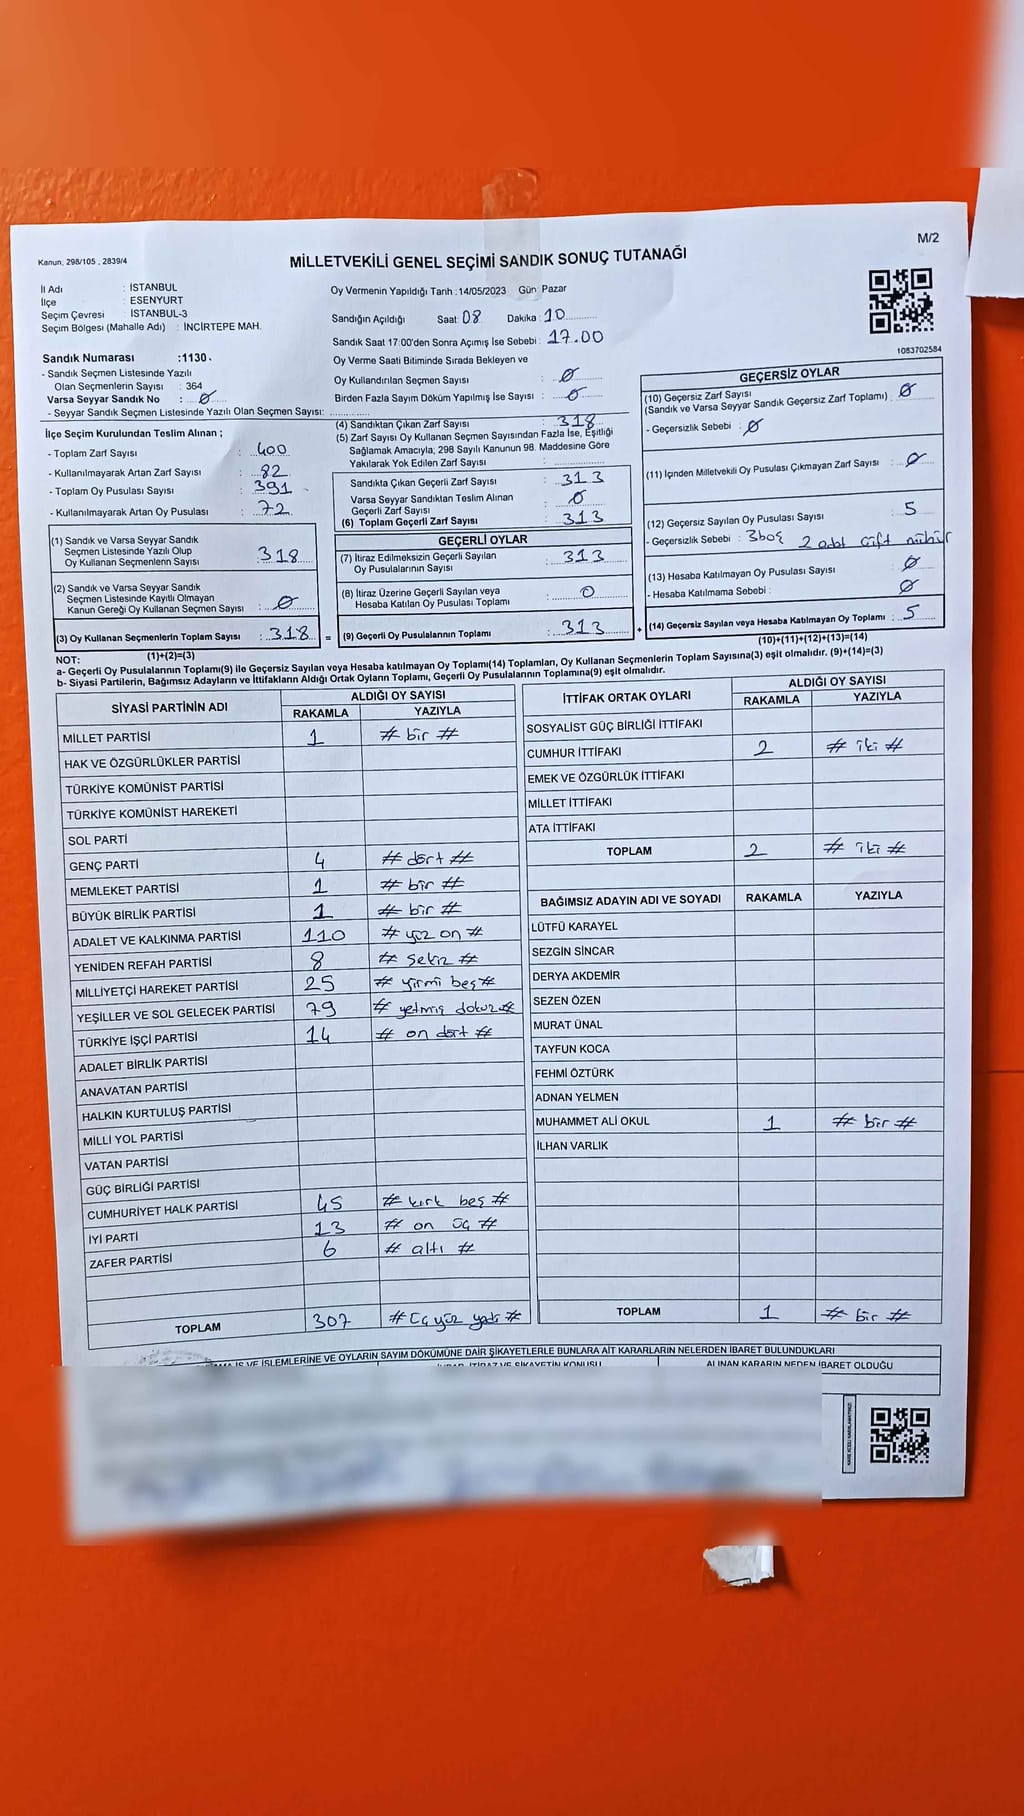 M/2
Kanun, 298/105 , 2839/4
MİLLETVEKİLİ GENEL SEÇİMİ SANDIK SONUÇ TUTANAĞI
İl Adı : İSTANBUL
İlçe : ESENYURT
Seçim Çevresi : İSTANBUL-3
Seçim Bölgesi (Mahalle Adı) : İNCİRTEPE MAH.
Oy Vermenin Yapıldığı Tarih : 14/05/2023 Gün : Pazar
Sandığın Açıldığı Saat: 08 Dakika : 10
Sandık Saat 17:00'den Sonra Açımış İse Sebebi : 17.00
Oy Verme Saati Bitiminde Sırada Bekleyen ve
Oy Kullandırılan Seçmen Sayısı : 0
Birden Fazla Sayım Döküm Yapılmış İse Sayısı : 0
1083702584
Sandık Numarası :1130
- Sandık Seçmen Listesinde Yazılı
Olan Seçmenlerin Sayısı : 364
Varsa Seyyar Sandık No : 0
- Seyyar Sandık Seçmen Listesinde Yazılı Olan Seçmen Sayısı:
İlçe Seçim Kurulundan Teslim Alınan ;
- Toplam Zarf Sayısı : 400
- Kullanılmayarak Artan Zarf Sayısı : 82
- Toplam Oy Pusulası Sayısı : 391
- Kullanılmayarak Artan Oy Pusulası : 72
(1) Sandık ve Varsa Seyyar Sandık
Seçmen Listesinde Yazılı Olup
Oy Kullanan Seçmenlerin Sayısı : 318
(2) Sandık ve Varsa Seyyar Sandık
Seçmen Listesinde Kayıtlı Olmayan
Kanun Gereği Oy Kullanan Seçmen Sayısı : 0
(3) Oy Kullanan Seçmenlerin Toplam Sayısı : 318 =
(1)+(2)=(3)
(4) Sandıktan Çıkan Zarf Sayısı : 318
(5) Zarf Sayısı Oy Kullanan Seçmen Sayısından Fazla İse, Eşitliği
Sağlamak Amacıyla, 298 Sayılı Kanunun 98. Maddesine Göre
Yakılarak Yok Edilen Zarf Sayısı :
Sandıkta Çıkan Geçerli Zarf Sayısı : 313
Varsa Seyyar Sandıktan Teslim Alınan
Geçerli Zarf Sayısı : 0
(6) Toplam Geçerli Zarf Sayısı : 313
GEÇERLİ OYLAR
(7) İtiraz Edilmeksizin Geçerli Sayılan
Oy Pusulalarının Sayısı : 313
(8) İtiraz Üzerine Geçerli Sayılan veya
Hesaba Katılan Oy Pusulası Toplamı : 0
(9) Geçerli Oy Pusulalarının Toplamı : 313 +
GEÇERSİZ OYLAR
(10) Geçersiz Zarf Sayısı
(Sandık ve Varsa Seyyar Sandık Geçersiz Zarf Toplamı) : 0
- Geçersizlik Sebebi : 0
(11) İçinden Milletvekili Oy Pusulası Çıkmayan Zarf Sayısı : 0
(12) Geçersiz Sayılan Oy Pusulası Sayısı : 5
- Geçersizlik Sebebi : 3boş 2 adet çift mühür
(13) Hesaba Katılmayan Oy Pusulası Sayısı : 0
- Hesaba Katılmama Sebebi : 0
(14) Geçersiz Sayılan veya Hesaba Katılmayan Oy Toplamı : 5
(10)+(11)+(12)+(13)=(14)
NOT:
a- Geçerli Oy Pusulalarının Toplamı(9) ile Geçersiz Sayılan veya Hesaba katılmayan Oy Toplamı(14) Toplamları, Oy Kullanan Seçmenlerin Toplam Sayısına(3) eşit olmalıdır. (9)+(14)=(3)
b- Siyasi Partilerin, Bağımsız Adayların ve İttifakların Aldığı Oyların Toplamı, Geçerli Oy Pusulalarının Toplamına(9) eşit olmalıdır.
SİYASİ PARTİNİN ADI ALDIĞI OY SAYISI
RAKAMLA YAZIYLA
MİLLET PARTİSİ 1 # bir #
HAK VE ÖZGÜRLÜKLER PARTİSİ
TÜRKİYE KOMÜNİST PARTİSİ
TÜRKİYE KOMÜNİST HAREKETİ
SOL PARTİ
GENÇ PARTİ 4 # dört #
MEMLEKET PARTİSİ 1 # bir #
BÜYÜK BİRLİK PARTİSİ 1 # bir #
ADALET VE KALKINMA PARTİSİ 110 # yüz on #
YENİDEN REFAH PARTİSİ 8 # sekiz #
MİLLİYETÇİ HAREKET PARTİSİ 25 # yirmi beş #
YEŞİLLER VE SOL GELECEK PARTİSİ 79 # yetmiş dokuz #
TÜRKİYE İŞÇİ PARTİSİ 14 # on dört #
ADALET BİRLİK PARTİSİ
ANAVATAN PARTİSİ
HALKIN KURTULUŞ PARTİSİ
MİLLİ YOL PARTİSİ
VATAN PARTİSİ
GÜÇ BİRLİĞİ PARTİSİ
CUMHURİYET HALK PARTİSİ 45 # kırk beş #
İYİ PARTİ 13 # on üç #
ZAFER PARTİSİ 6 # altı #
TOPLAM 307 # üç yüz yedi #
İTTİFAK ORTAK OYLARI ALDIĞI OY SAYISI
RAKAMLA YAZIYLA
SOSYALİST GÜÇ BİRLİĞİ İTTİFAKI
CUMHUR İTTİFAKI 2 # iki #
EMEK VE ÖZGÜRLÜK İTTİFAKI
MİLLET İTTİFAKI
ATA İTTİFAKI
TOPLAM 2 # iki #
BAĞIMSIZ ADAYIN ADI VE SOYADI RAKAMLA YAZIYLA
LÜTFÜ KARAYEL
SEZGİN SİNCAR
DERYA AKDEMİR
SEZEN ÖZEN
MURAT ÜNAL
TAYFUN KOCA
FEHMİ ÖZTÜRK
ADNAN YELMEN
MUHAMMET ALİ OKUL 1 # bir #
İLHAN VARLIK
TOPLAM 1 # bir #
İŞ VE İŞLEMLERİNE VE OYLARIN SAYIM DÖKÜMÜNE DAİR ŞİKAYETLERLE BUNLARA AİT KARARLARIN NELERDEN İBARET BULUNDUKLARI
İTİRAZ VE ŞİKAYETİN KONUSU ALINAN KARARIN NEDEN İBARET OLDUĞU